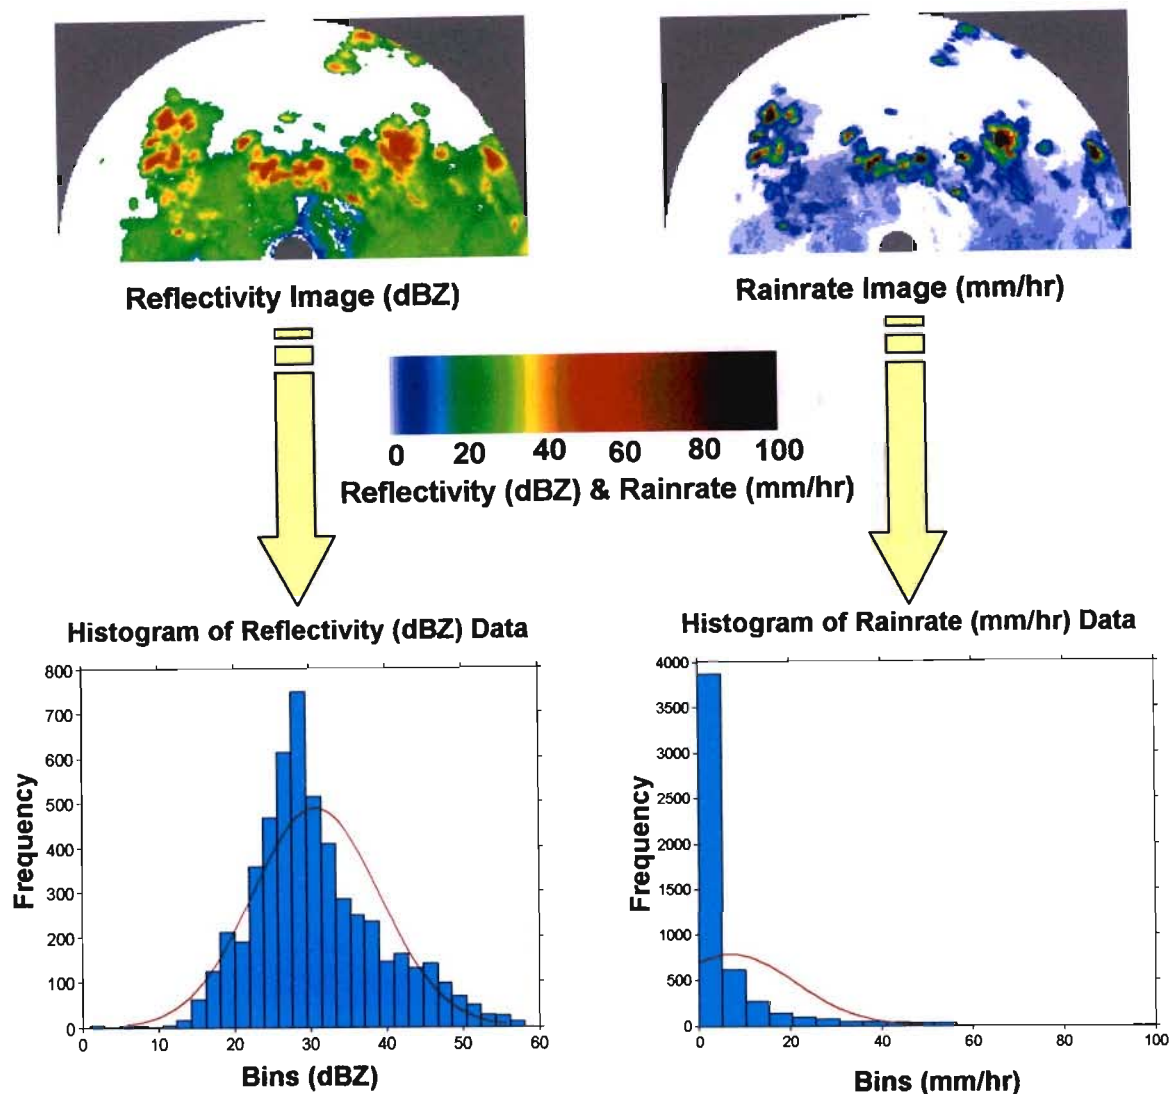 Reflectivity Image (dBZ)
Rainrate Image (mm/hr)
0 20 40 60 80 100
Reflectivity (dBZ) & Rainrate (mm/hr)
Histogram of Reflectivity (dBZ) Data
800
700
600
500
400
300
200
100
0
Frequency
0 10 20 30 40 50 60
Bins (dBZ)
Histogram of Rainrate (mm/hr) Data
4000
3500
3000
2500
2000
1500
1000
500
0
Frequency
0 20 40 60 80 100
Bins (mm/hr)